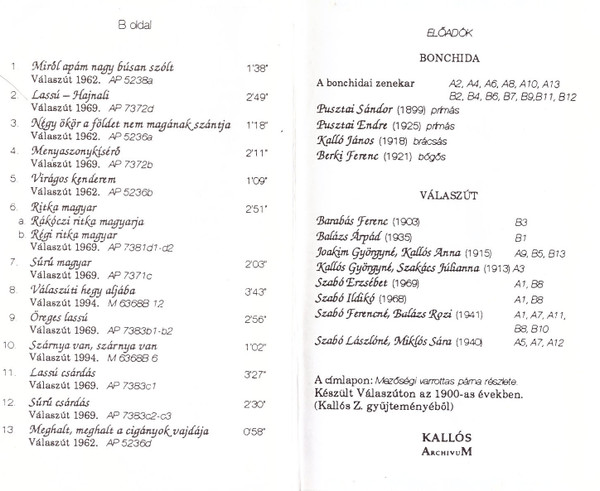 B oldal
1. Miről apám nagy búsan szólt 1'38"
Válaszút 1962. AP 5238a
2. Lassú – Hajnali 2'49"
Válaszút 1969. AP 7372d
3. Négy ökör a földet nem magának szántja 1'18"
Válaszút 1962. AP 5236a
4. Menyaszonykísérő 2'11"
Válaszút 1969. AP 7372b
5. Virágos kenderem 1'09"
Válaszút 1962. AP 5236b
6. Ritka magyar 2'51"
a. Rákóczi ritka magyarja
b. Régi ritka magyar
Válaszút 1969. AP 7381d1-d2
7. Sűrű magyar 2'03"
Válaszút 1969. AP 7371c
8. Válaszúti hegy aljába 3'43"
Válaszút 1994. M 6368B 12
9. Öreges lassú 2'56"
Válaszút 1969. AP 7383b1-b2
10. Szárnya van, szárnya van 1'02"
Válaszút 1994. M 6368B 6
11. Lassú csárdás 3'27"
Válaszút 1969. AP 7383c1
12. Sűrű csárdás 2'30"
Válaszút 1969. AP 7383c2-c3
13. Meghalt, meghalt a cigányok vajdája 0'58"
Válaszút 1962. AP 5236d
ELŐADÓK
BONCHIDA
A bonchidai zenekar A2, A4, A6, A8, A10, A13
B2, B4, B6, B7, B9,B11, B12
Pusztai Sándor (1899) prímás
Pusztai Endre (1925) prímás
Kalló János (1918) brácsás
Berki Ferenc (1921) bőgős
VÁLASZÚT
Barabás Ferenc (1903) B3
Balázs Árpád (1935) B1
Joakim Györgyné, Kallós Anna (1915) A9, B5, B13
Kallós Györgyné, Szakács Júlianna (1913) A3
Szabó Erzsébet (1969) A1, B8
Szabó Ildikó (1968) A1, B8
Szabó Ferencné, Balázs Rozi (1941) A1, A7, A11,
B8, B10
Szabó Lászlóné, Miklós Sára (1940) A5, A7, A12
A címlapon: Mezőségi varrottas párna részlete.
Készült Válaszúton az 1900-as években.
(Kallós Z. gyűjteményéből)
KALLÓS
ARCHIVUM